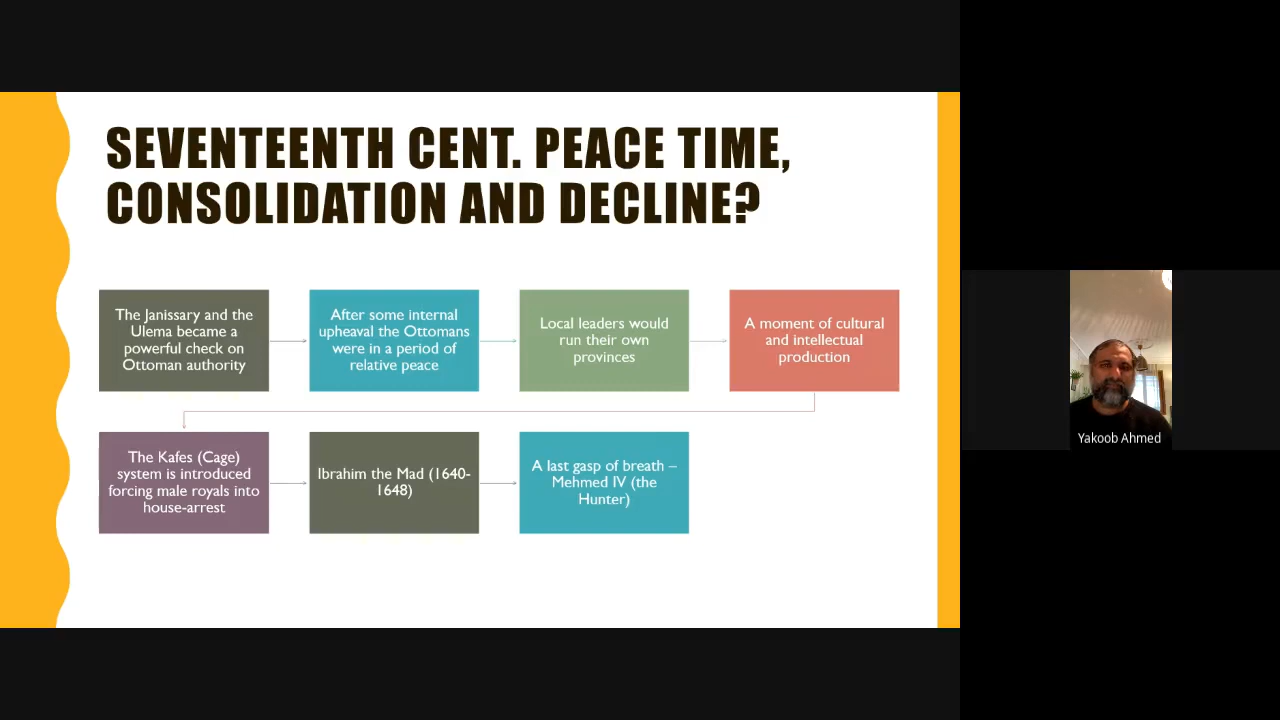 SEVENTEENTH CENT. PEACE TIME,
CONSOLIDATION AND DECLINE?
The Janissary and the
Ulema became a
powerful check on
Ottoman authority
After some internal
upheaval the Ottomans
were in a period of
relative peace
Local leaders would
run their own
provinces
A moment of cultural
and intellectual
production
The Kafes (Cage)
system is introduced
forcing male royals into
house-arrest
Ibrahim the Mad (1640-
1648)
A last gasp of breath –
Mehmed IV (the
Hunter)
Yakoob Ahmed